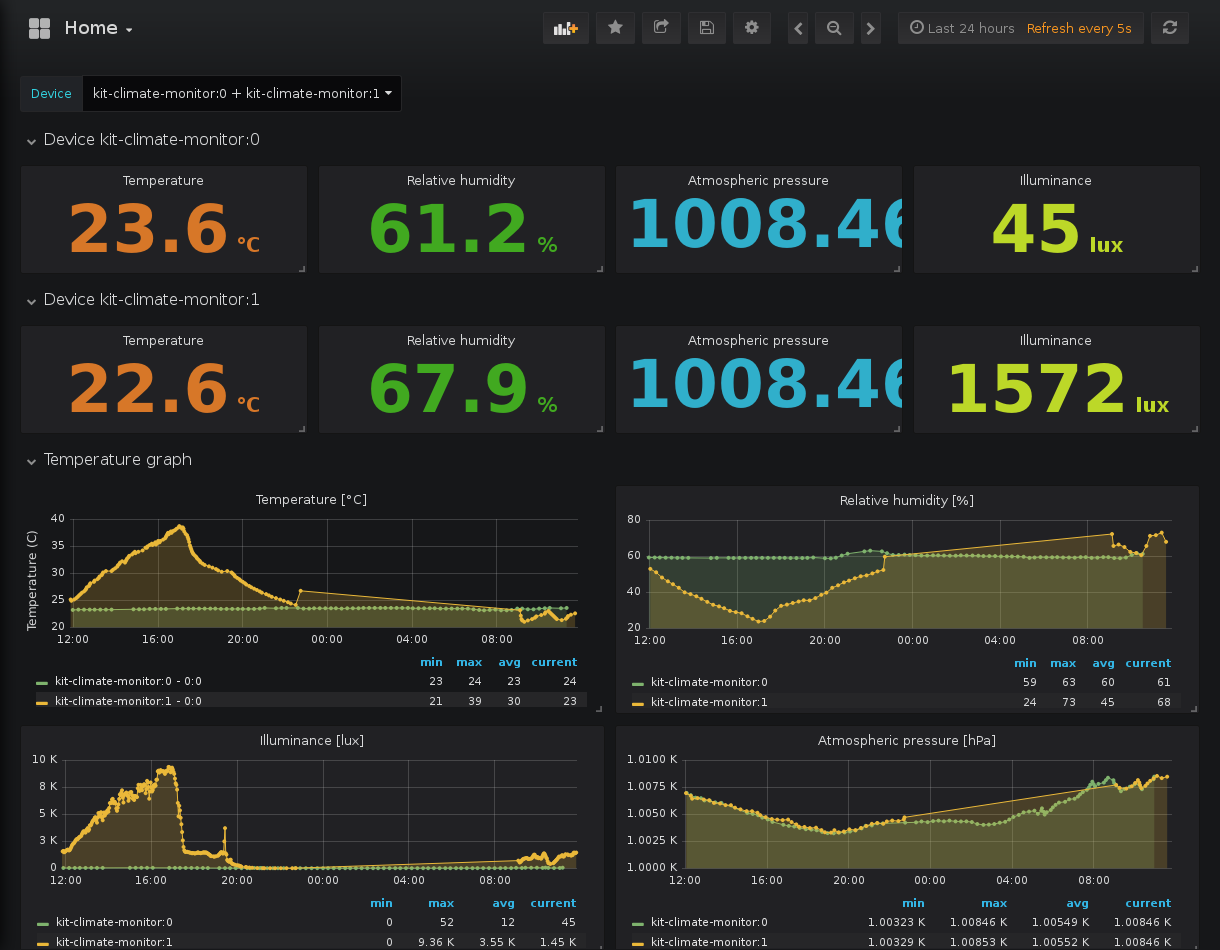 Home
Last 24 hours Refresh every 5s
Device kit-climate-monitor:0 + kit-climate-monitor:1
Device kit-climate-monitor:0
Temperature Relative humidity Atmospheric pressure Illuminance
23.6 °C 61.2 % 1008.46 45 lux
Device kit-climate-monitor:1
Temperature Relative humidity Atmospheric pressure Illuminance
22.6 °C 67.9 % 1008.46 1572 lux
Temperature graph
Temperature [°C]
Temperature (C)
40
35
30
25
20
12:00 16:00 20:00 00:00 04:00 08:00
min max avg current
kit-climate-monitor:0 - 0:0 23 24 23 24
kit-climate-monitor:1 - 0:0 21 39 30 23
Relative humidity [%]
80
60
40
20
12:00 16:00 20:00 00:00 04:00 08:00
min max avg current
kit-climate-monitor:0 59 63 60 61
kit-climate-monitor:1 24 73 45 68
Illuminance [lux]
10 K
8 K
5 K
3 K
0
12:00 16:00 20:00 00:00 04:00 08:00
min max avg current
kit-climate-monitor:0 0 52 12 45
kit-climate-monitor:1 0 9.36 K 3.55 K 1.45 K
Atmospheric pressure [hPa]
1.0100 K
1.0075 K
1.0050 K
1.0025 K
1.0000 K
12:00 16:00 20:00 00:00 04:00 08:00
min max avg current
kit-climate-monitor:0 1.00323 K 1.00846 K 1.00549 K 1.00846 K
kit-climate-monitor:1 1.00329 K 1.00853 K 1.00552 K 1.00846 K